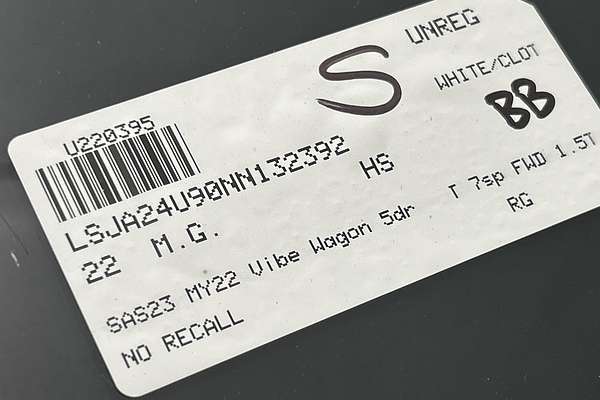 S UNREG
U220395 WHITE/CLOT
BB
LSJA24U90NN132392
22 M.G. HS
SAS23 MY22 Vibe Wagon 5dr T 7sp FWD 1.5T
NO RECALL RG